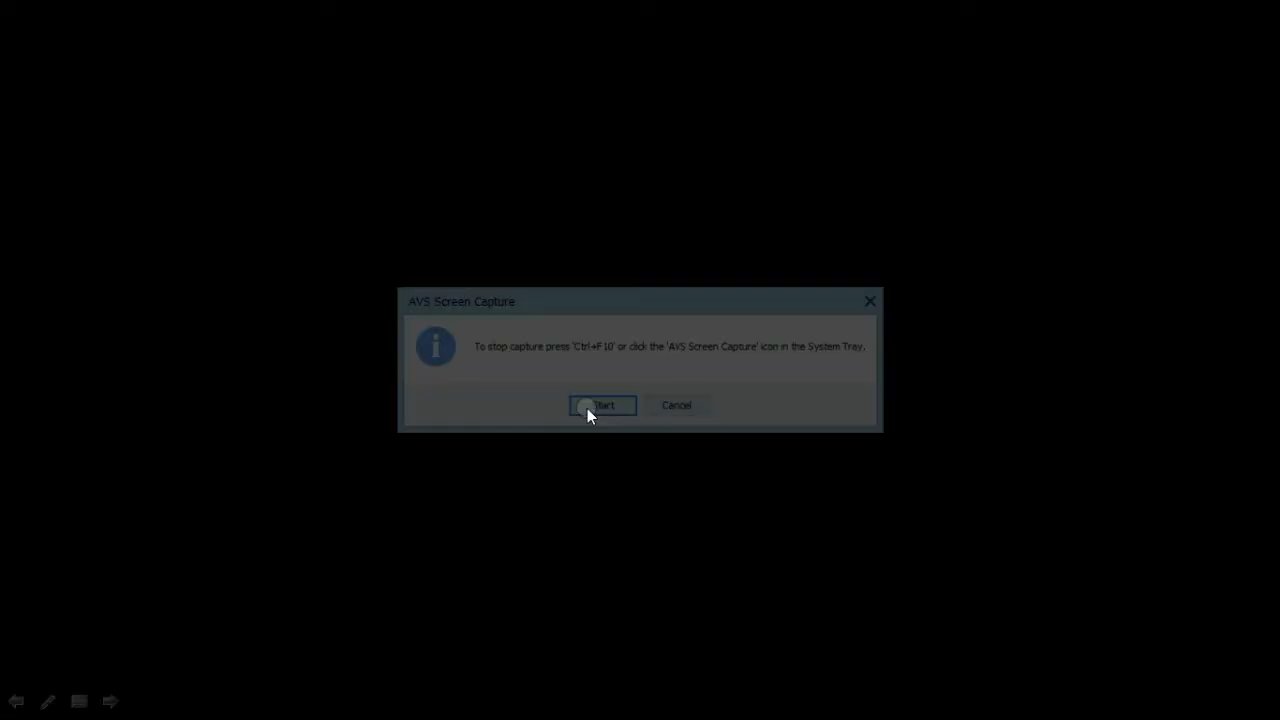 AVS Screen Capture
To stop capture press 'Ctrl+F10' or click the 'AVS Screen Capture' icon in the System Tray.
Start Cancel